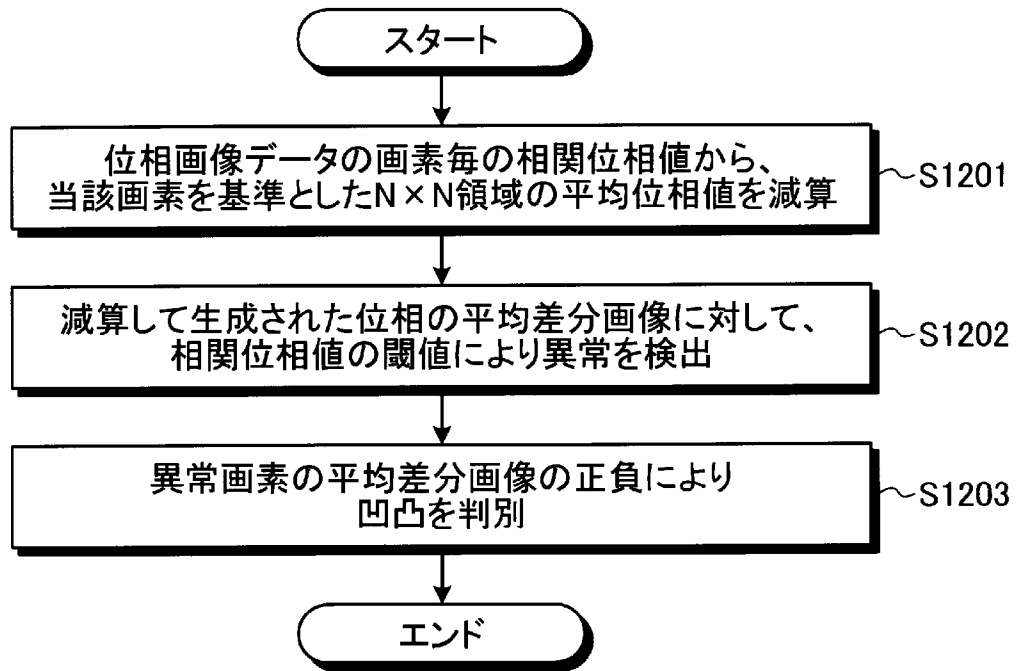 スタート
位相画像データの画素毎の相関位相値から、
当該画素を基準としたN×N領域の平均位相値を減算
S1201
減算して生成された位相の平均差分画像に対して、
相関位相値の閾値により異常を検出
S1202
異常画素の平均差分画像の正負により
凹凸を判別
S1203
エンド